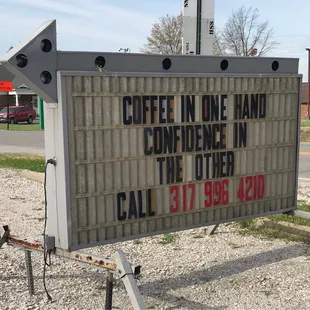 COFFEE IN ONE HAND
CONFIDENCE IN
THE OTHER
CALL 317 996 4210